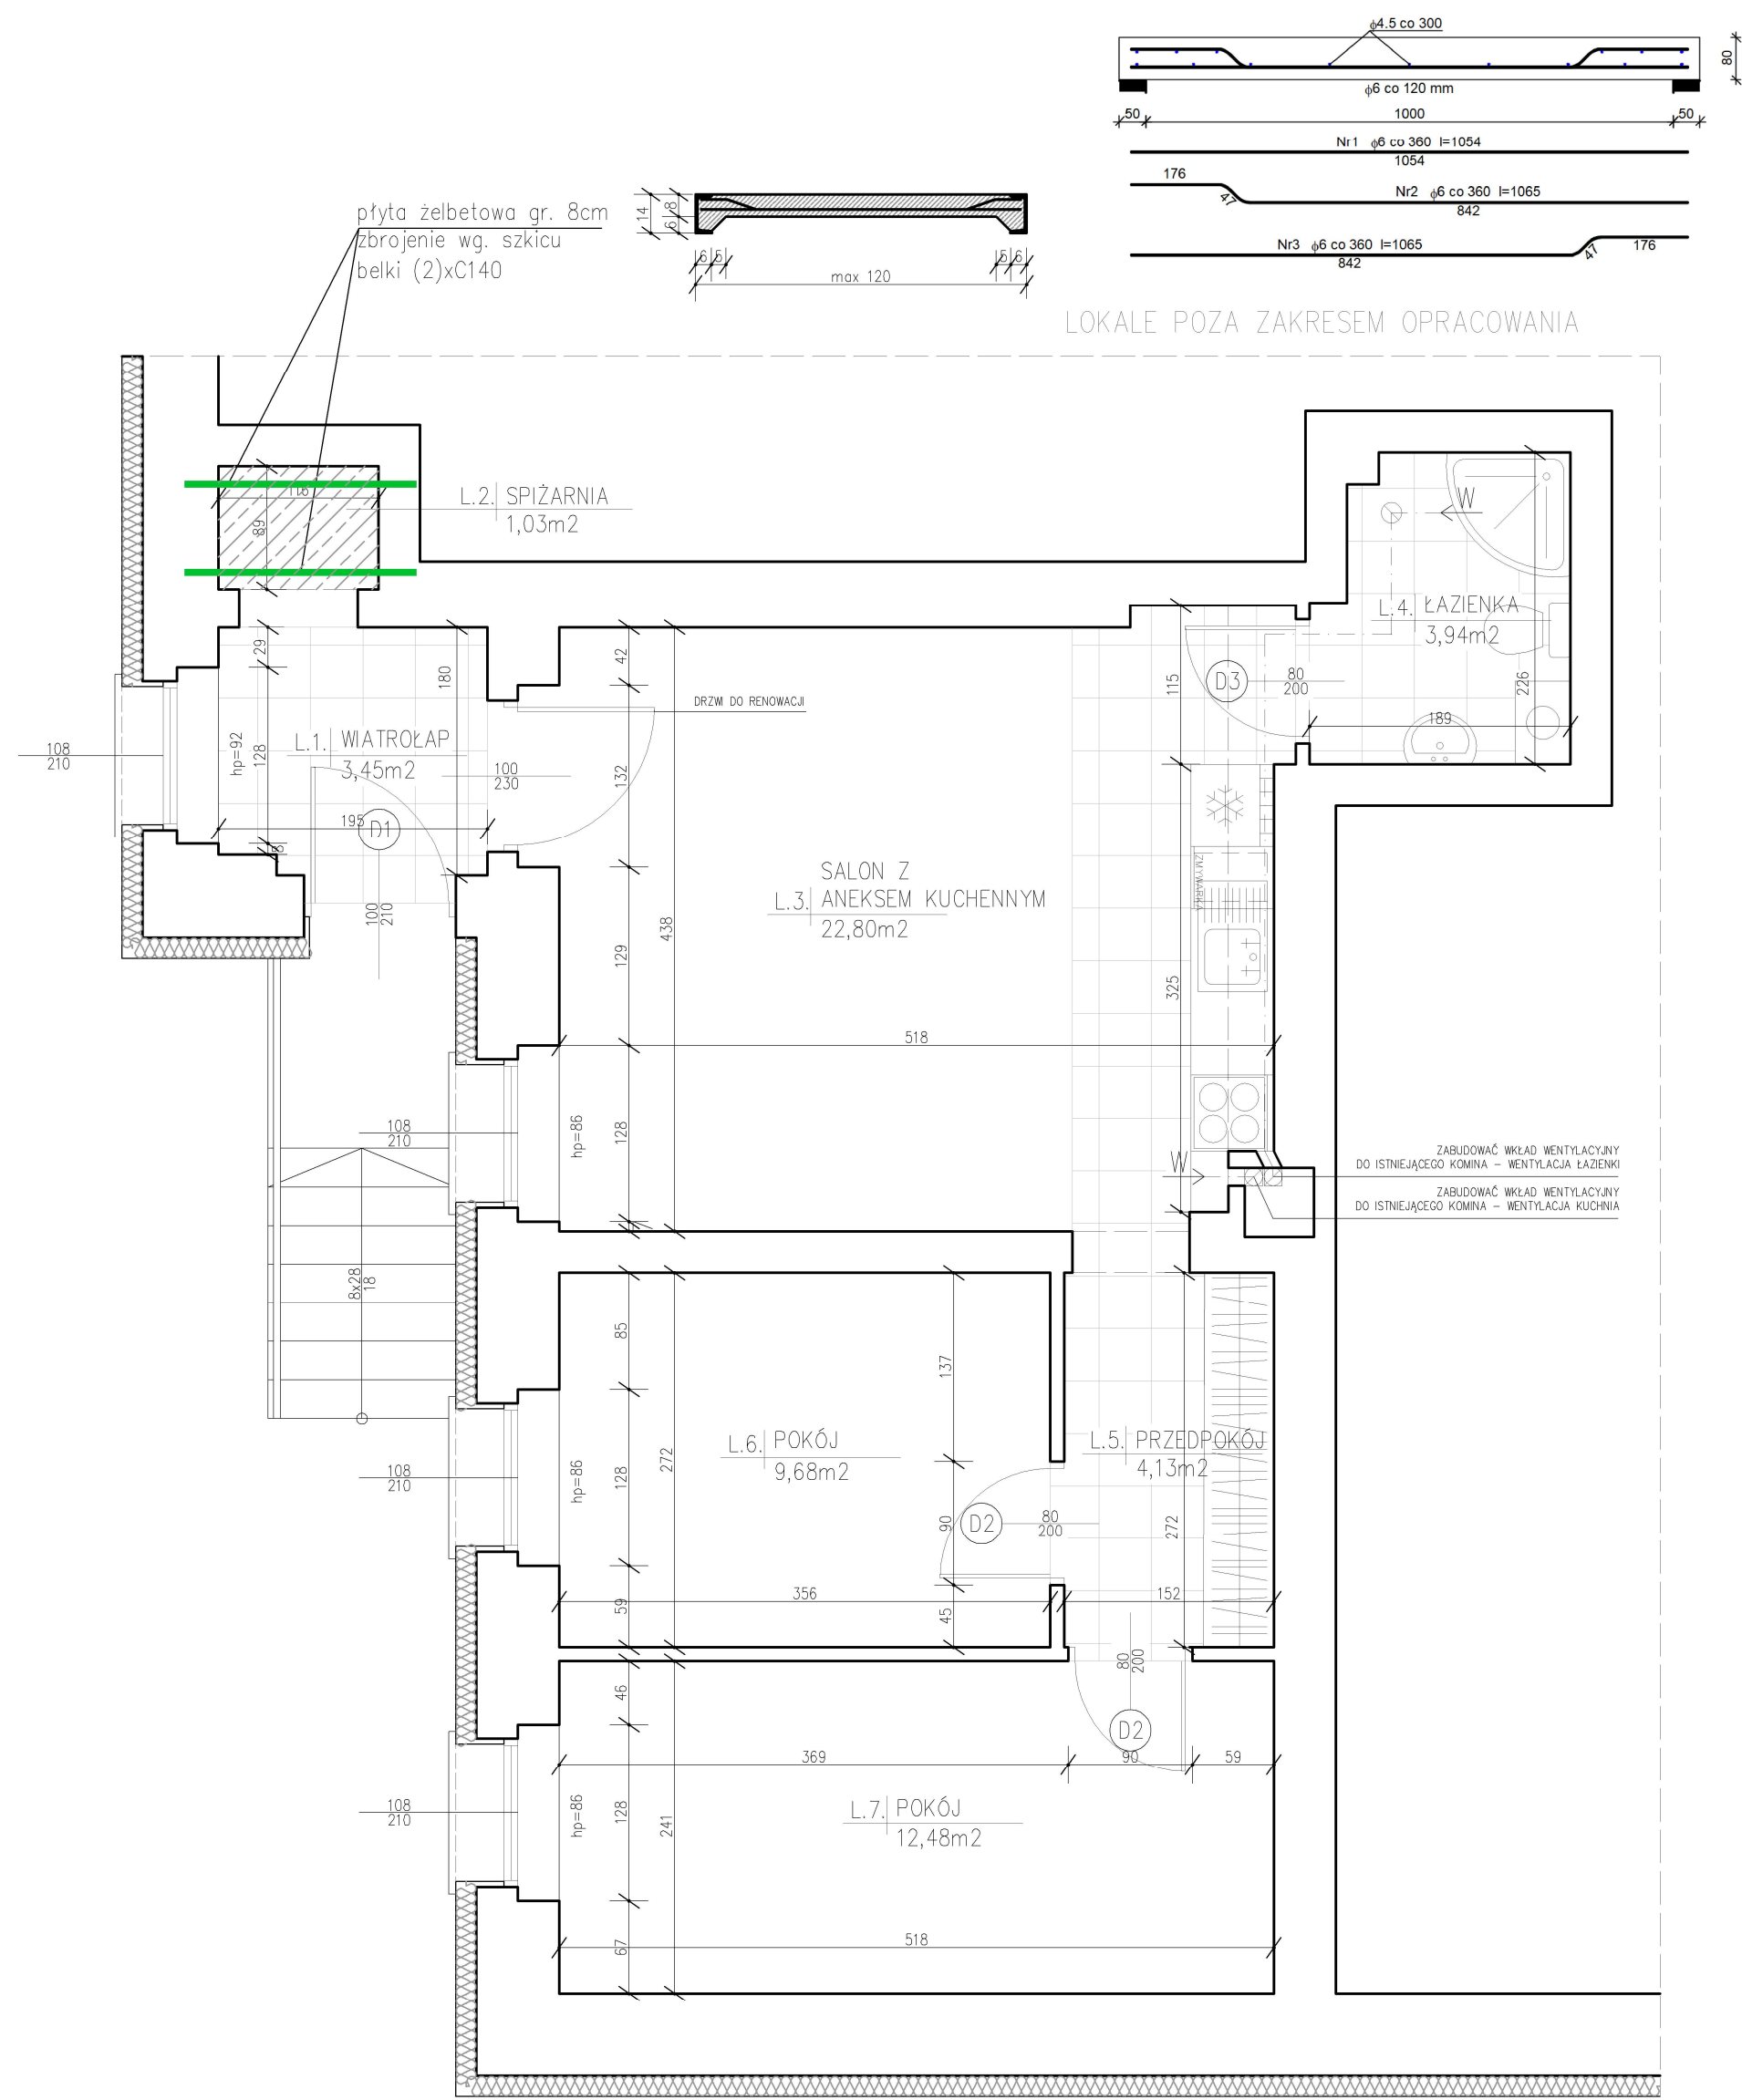 ϕ4.5 co 300
80
ϕ6 co 120 mm
50
1000
50
Nr1 ϕ6 co 360 l=1054
1054
176
47
Nr2 ϕ6 co 360 l=1065
842
Nr3 ϕ6 co 360 l=1065
842
47
176
płyta żelbetowa gr. 8cm
zbrojenie wg. szkicu
belki (2)xC140
14
8
6
6
5
5
6
max 120
LOKALE POZA ZAKRESEM OPRACOWANIA
116
89
L.2. SPIŻARNIA
1,03m2
W
L.4. ŁAZIENKA
3,94m2
29
180
42
115
D3
80
200
226
189
DRZWI DO RENOWACJI
108
210
hp=92
128
L.1. WIATROŁAP
3,45m2
100
230
132
195
D1
100
210
ZMYWARKA
SALON Z
L.3. ANEKSEM KUCHENNYM
22,80m2
438
129
325
518
108
210
hp=86
128
W
ZABUDOWAĆ WKŁAD WENTYLACYJNY
DO ISTNIEJĄCEGO KOMINA – WENTYLACJA ŁAZIENKI
ZABUDOWAĆ WKŁAD WENTYLACYJNY
DO ISTNIEJĄCEGO KOMINA – WENTYLACJA KUCHNIA
8x28
18
85
137
272
L.6. POKÓJ
9,68m2
L.5. PRZEDPOKÓJ
4,13m2
108
210
hp=86
128
90
D2
80
200
272
59
356
45
152
80
200
46
D2
369
90
59
108
210
hp=86
128
241
L.7. POKÓJ
12,48m2
67
518